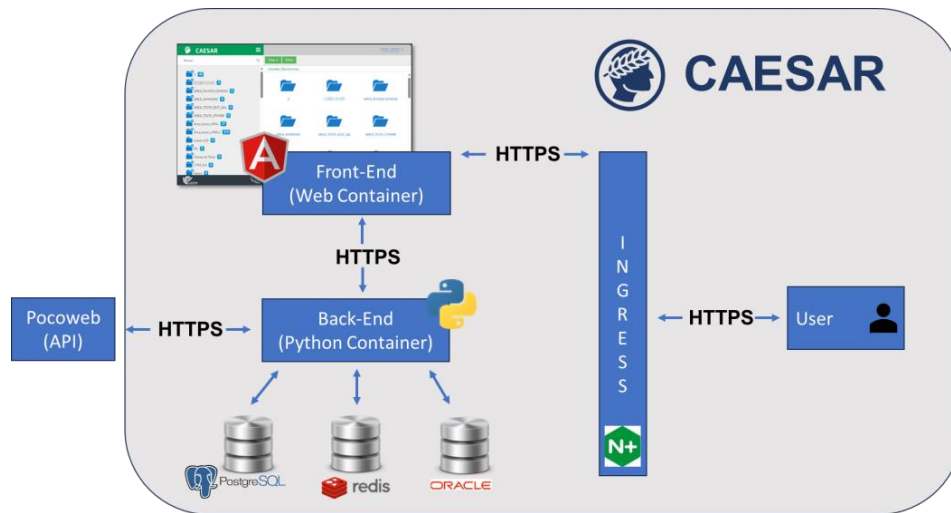 CAESAR
CAESAR
Front-End
(Web Container)
HTTPS
HTTPS
I
N
G
R
E
S
S
Pocoweb
(API)
HTTPS
Back-End
(Python Container)
HTTPS
User
N+
PostgreSQL
redis
ORACLE